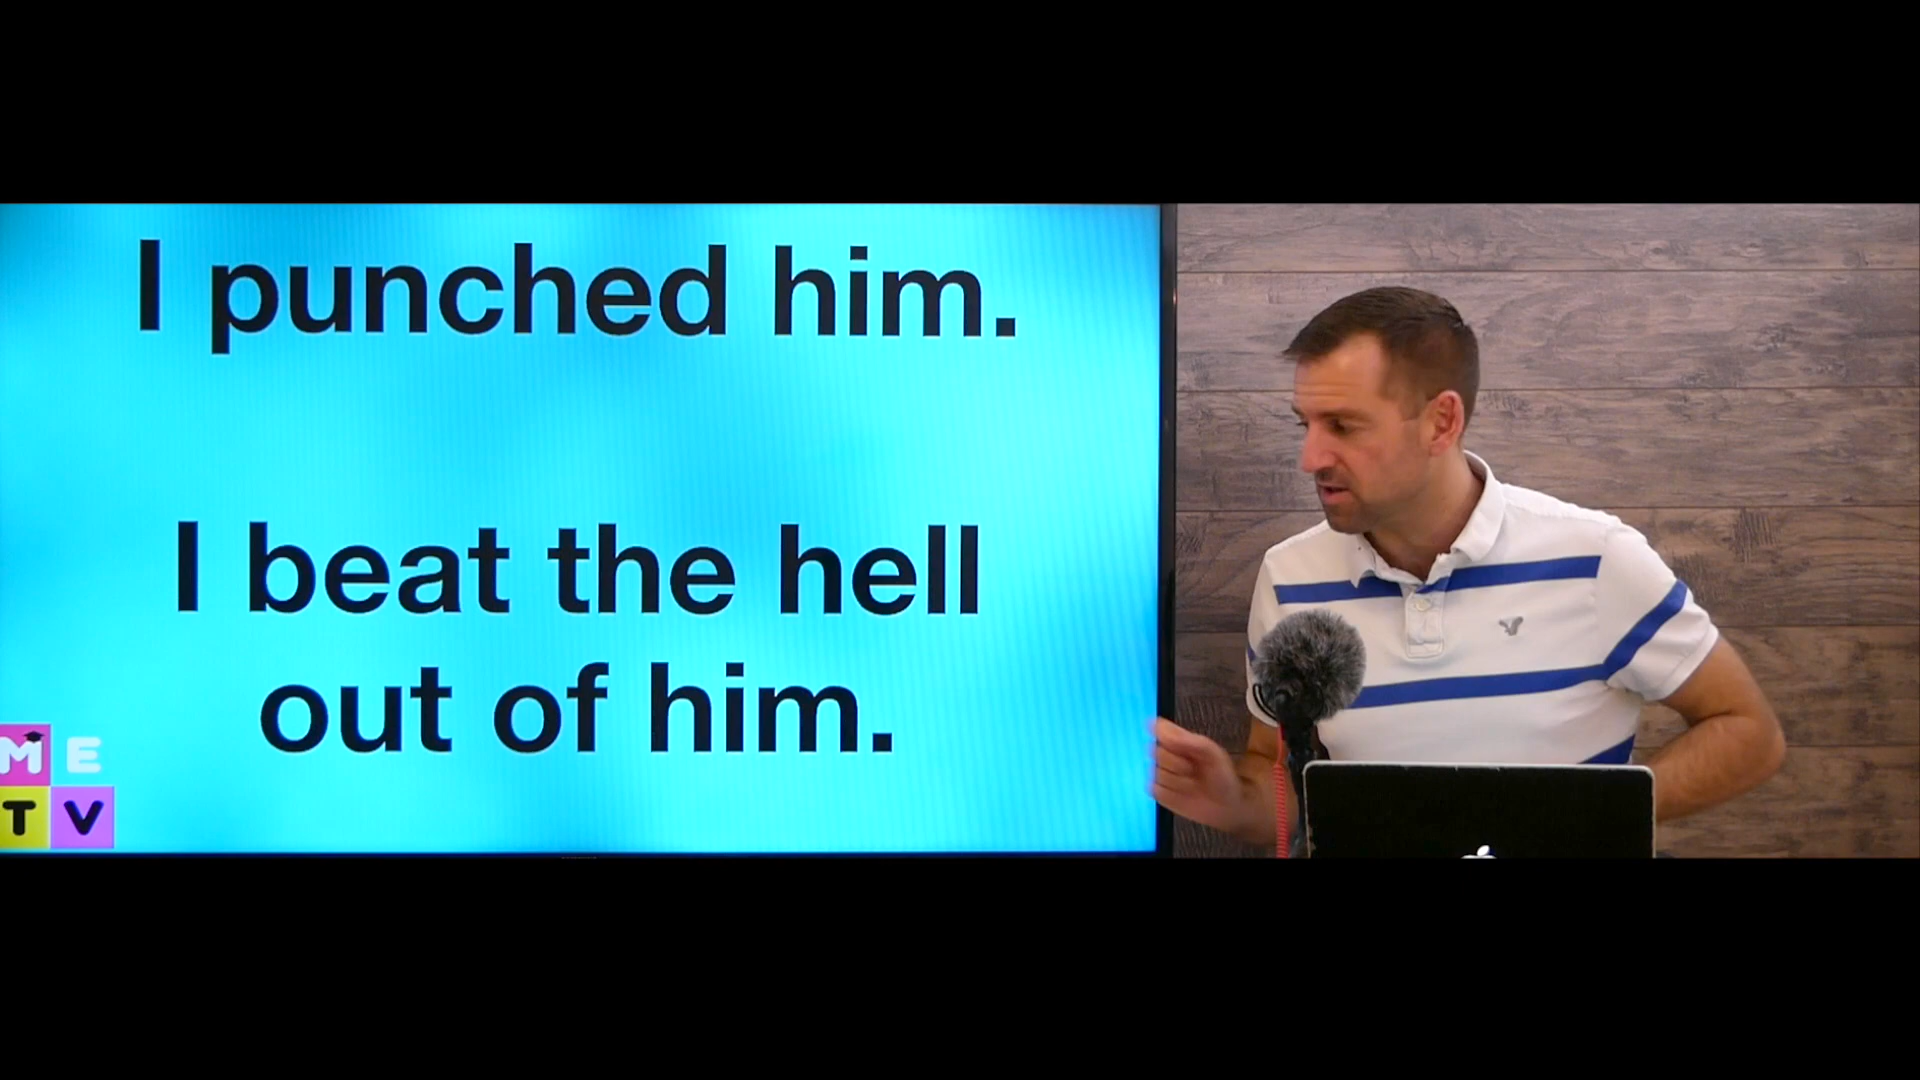 I punched him.
I beat the hell
out of him.
M E
T V